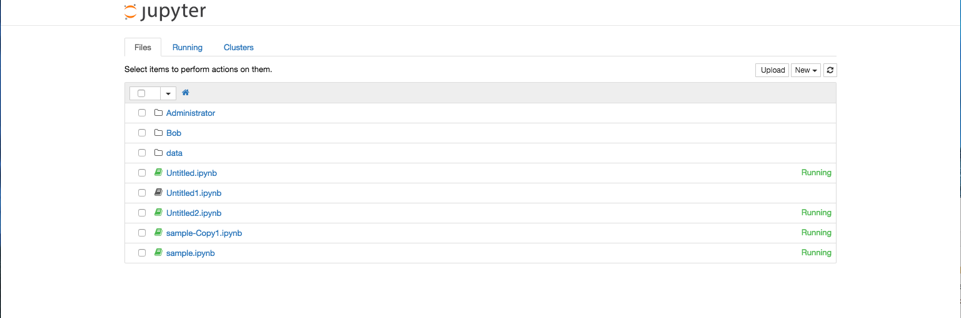 jupyter
Files Running Clusters
Select items to perform actions on them.
Upload New
Administrator
Bob
data
Untitled.ipynb Running
Untitled1.ipynb
Untitled2.ipynb Running
sample-Copy1.ipynb Running
sample.ipynb Running